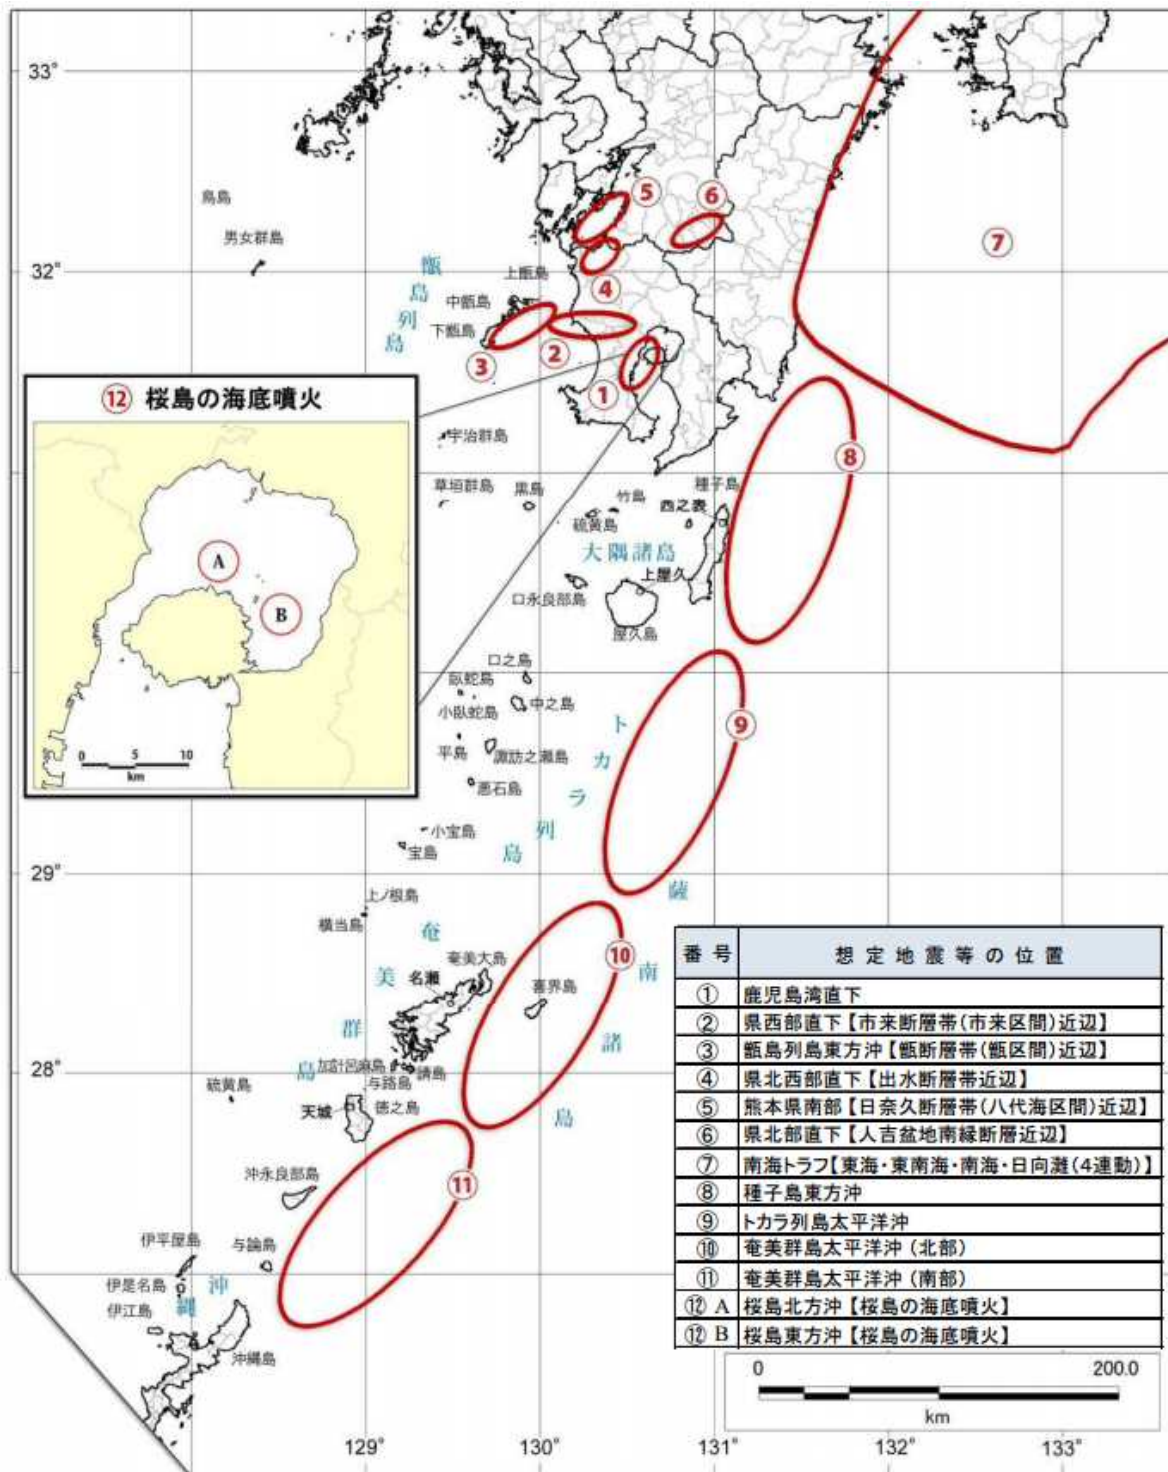 33°
鳥島
男女群島
⑤
⑥
⑦
32°
甑島列島
上甑島
中甑島
下甑島
④
③
②
①
⑫ 桜島の海底噴火
A
B
0 5 10
km
宇治群島
草垣群島
黒島
竹島
硫黄島
種子島
西之表
⑧
大隅諸島
上屋久
口永良部島
屋久島
口之島
臥蛇島
小臥蛇島
中之島
平島
諏訪之瀬島
悪石島
トカラ列島
⑨
小宝島
宝島
29°
上ノ根島
横当島
薩南諸島
奄美群島
奄美大島
名瀬
喜界島
⑩
加計呂麻島
請島
与路島
28°
硫黄島
天城
徳之島
沖永良部島
⑪
伊平屋島
与論島
伊是名島
伊江島
沖縄
沖縄島
番号 想定地震等の位置
① 鹿児島湾直下
② 県西部直下【市来断層帯(市来区間)近辺】
③ 甑島列島東方沖【甑断層帯(甑区間)近辺】
④ 県北西部直下【出水断層帯近辺】
⑤ 熊本県南部【日奈久断層帯(八代海区間)近辺】
⑥ 県北部直下【人吉盆地南縁断層近辺】
⑦ 南海トラフ【東海・東南海・南海・日向灘(4連動)】
⑧ 種子島東方沖
⑨ トカラ列島太平洋沖
⑩ 奄美群島太平洋沖(北部)
⑪ 奄美群島太平洋沖(南部)
⑫ A 桜島北方沖【桜島の海底噴火】
⑫ B 桜島東方沖【桜島の海底噴火】
0 200.0
km
129° 130° 131° 132° 133°